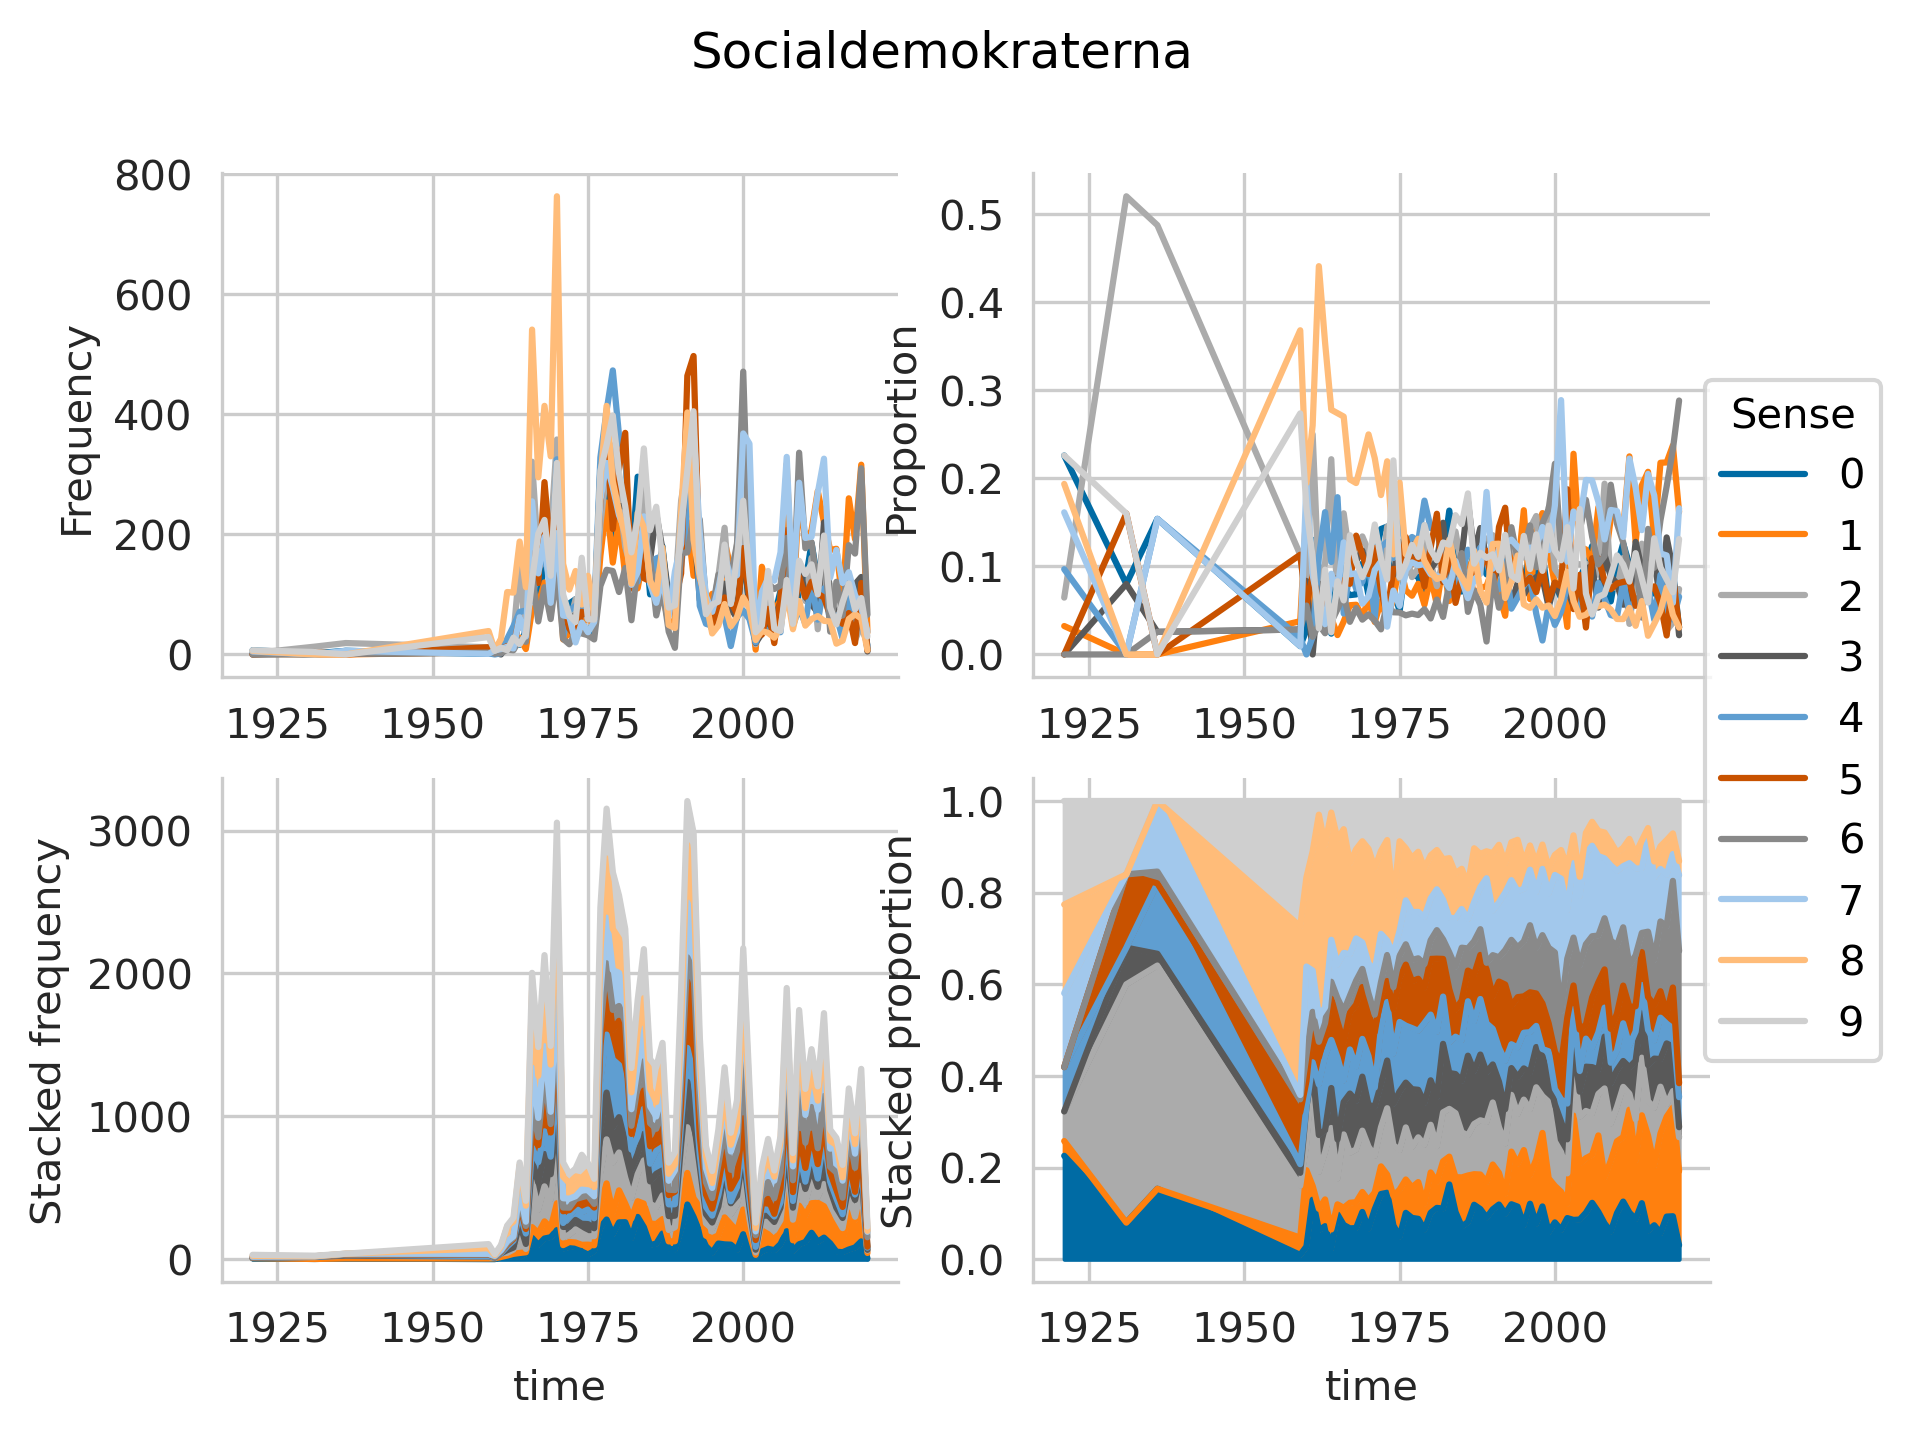 Socialdemokraterna
800
600
400
200
0
Frequency
1925 1950 1975 2000
0.5
0.4
0.3
0.2
0.1
0.0
Proportion
1925 1950 1975 2000
3000
2000
1000
0
Stacked frequency
1925 1950 1975 2000
time
1.0
0.8
0.6
0.4
0.2
0.0
Stacked proportion
1925 1950 1975 2000
time
Sense
0
1
2
3
4
5
6
7
8
9